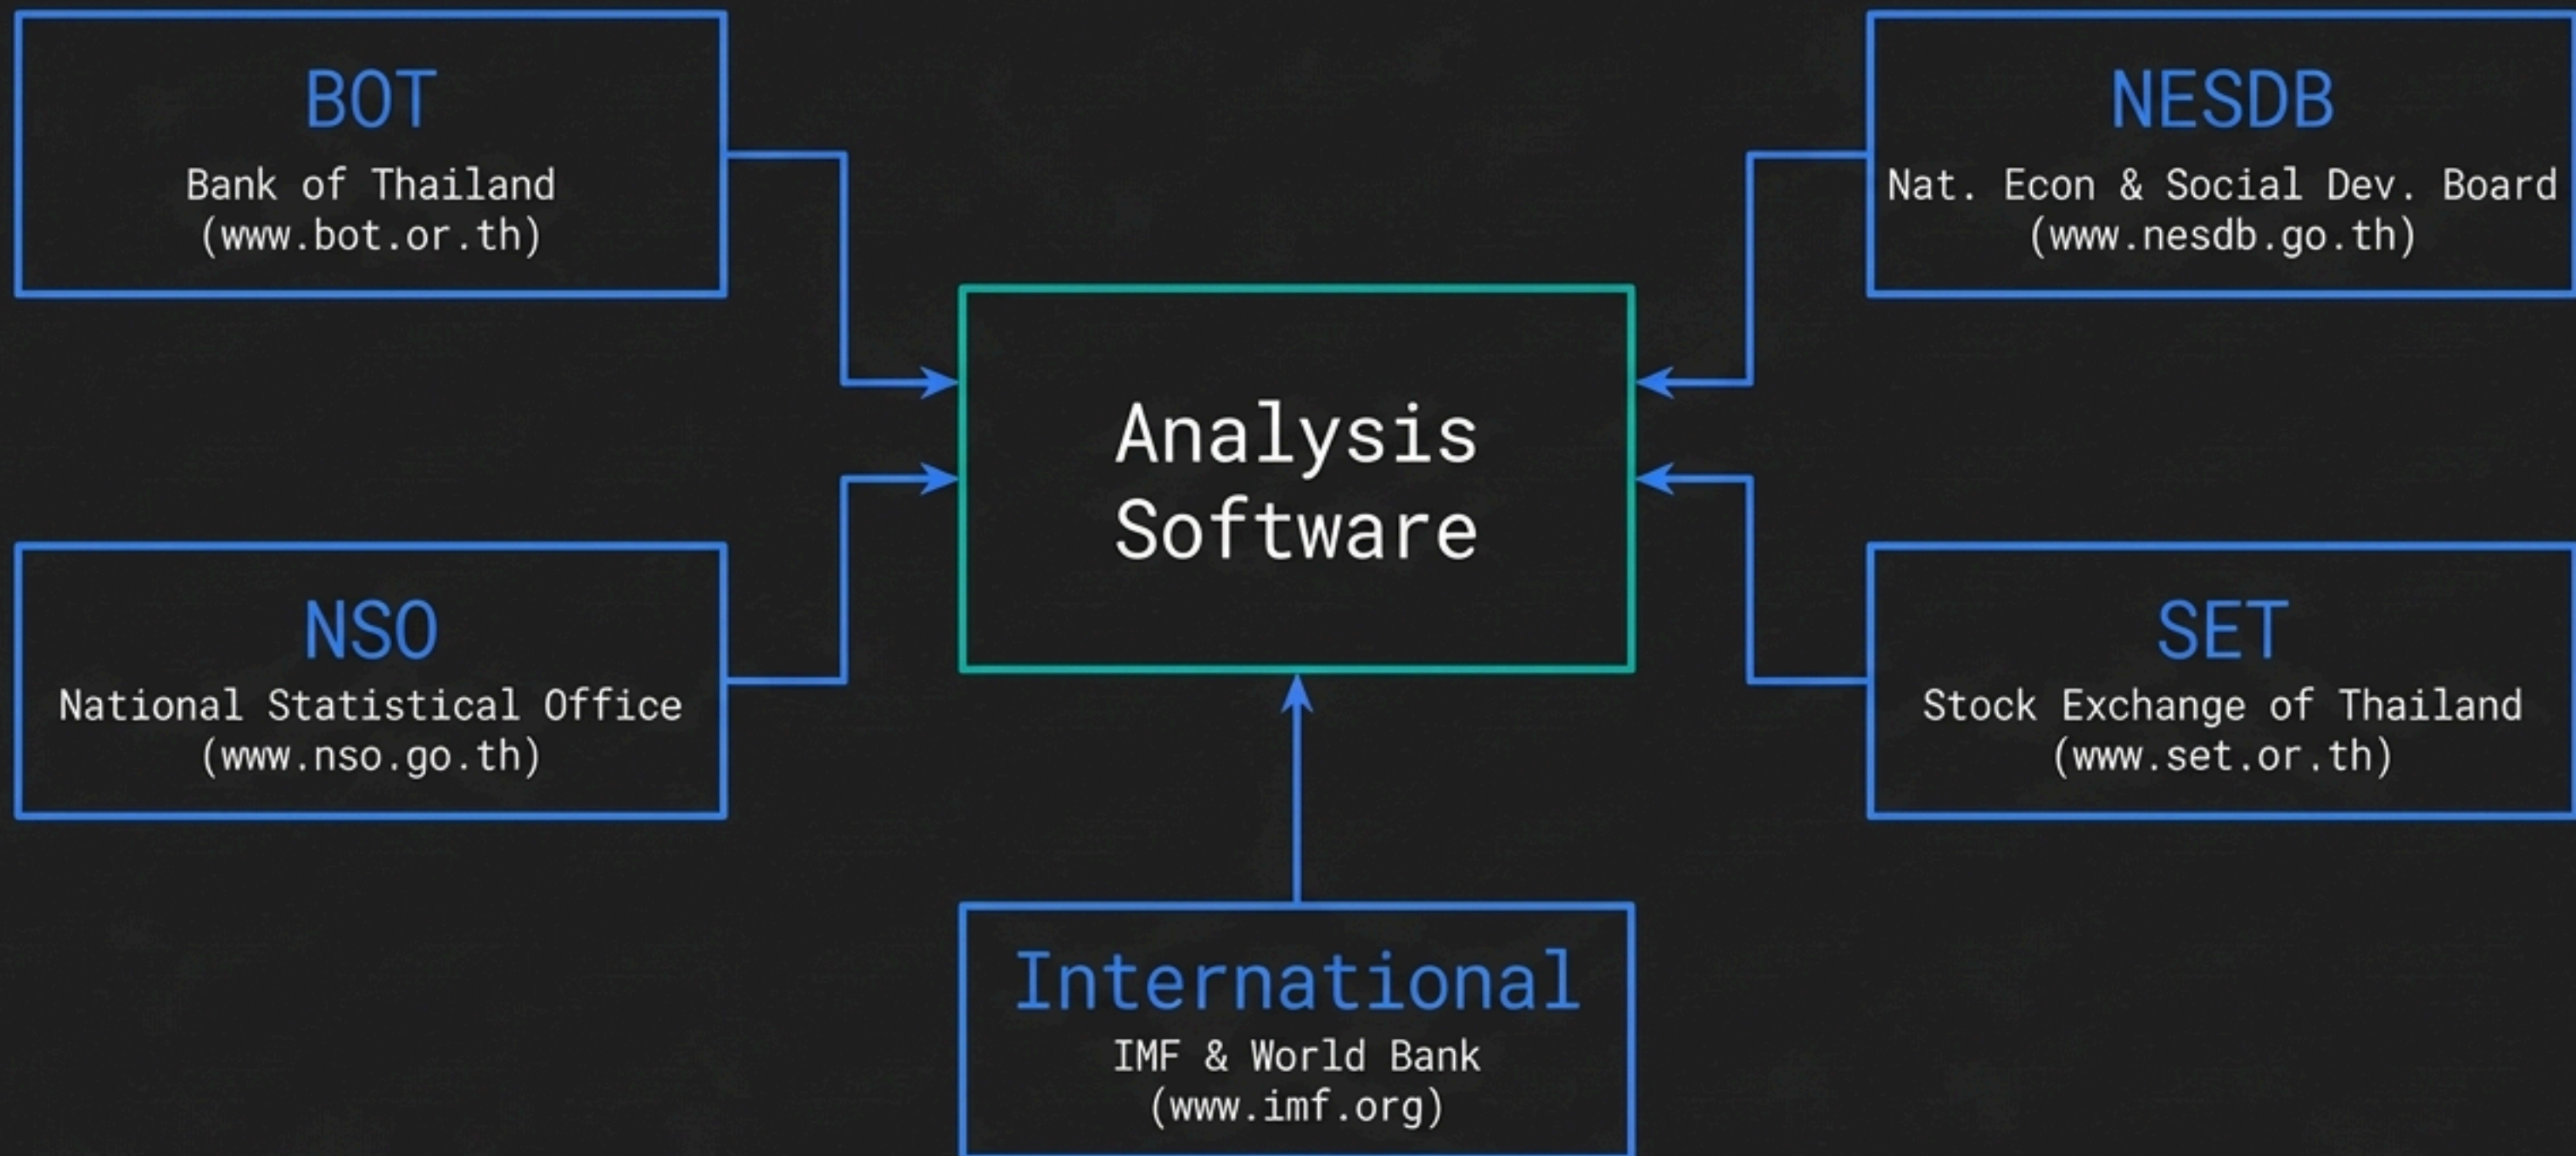 BOT
Bank of Thailand
(www.bot.or.th)
NESDB
Nat. Econ & Social Dev. Board
(www.nesdb.go.th)
Analysis
Software
NSO
National Statistical Office
(www.nso.go.th)
SET
Stock Exchange of Thailand
(www.set.or.th)
International
IMF & World Bank
(www.imf.org)